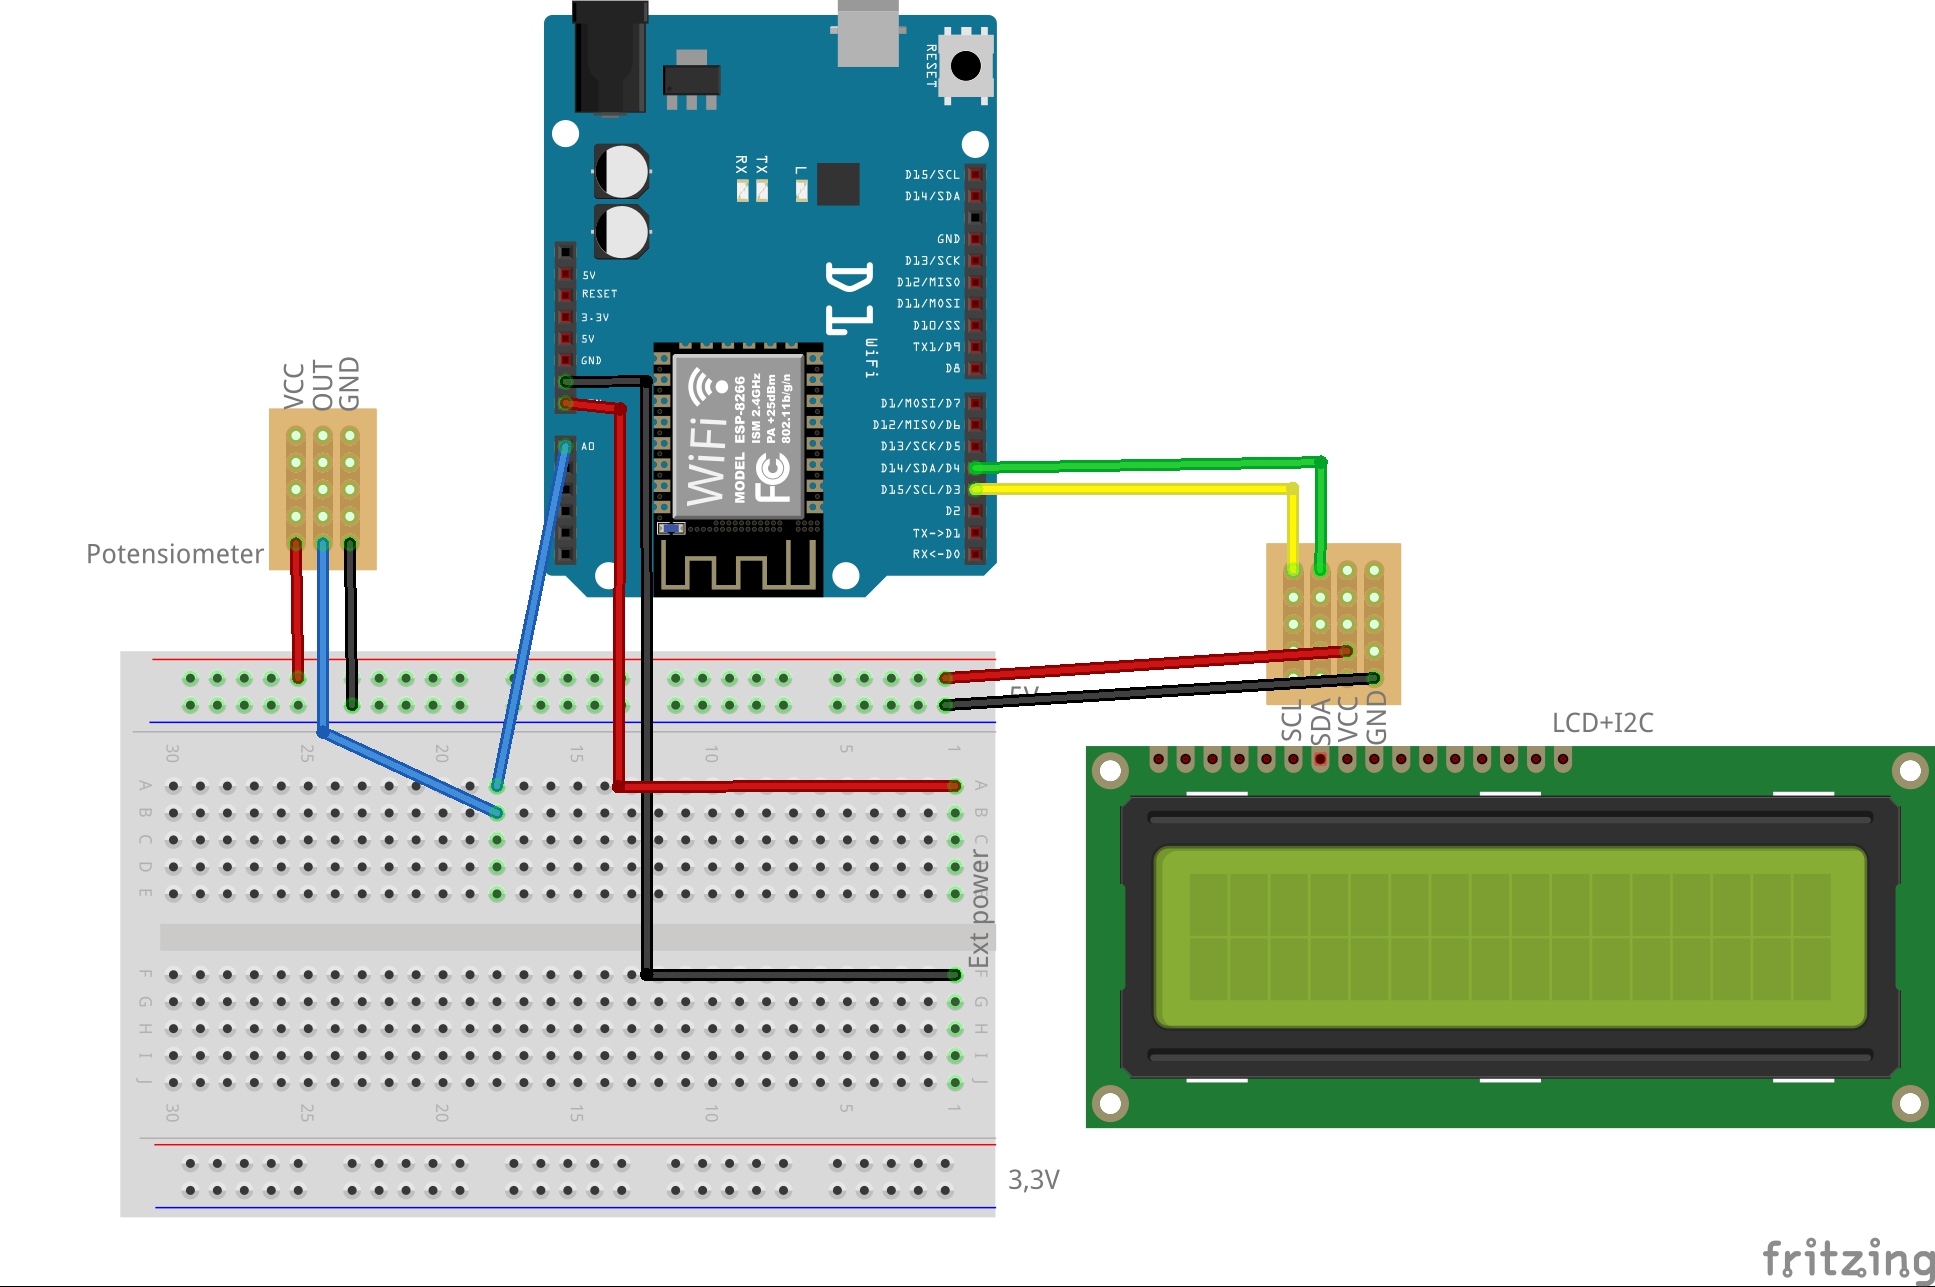 RESET
RX
TX
L
D15/SCL
D14/SDA
GND
D13/SCK
D12/MISO
D11/MOSI
D10/SS
TX1/D9
D8
5V
RESET
3.3V
5V
GND
A0
D1
WiFi
D1/MOSI/D7
D12/MISO/D6
D13/SCK/D5
D14/SDA/D4
D15/SCL/D3
D2
TX->D1
RX<-D0
WiFi
MODEL ESP-8266
ISM 2.4GHz
PA +25dBm
802.11b/g/n
FC
VCC
OUT
GND
Potensiometer
5V
SCL
SDA
VCC
GND
LCD+I2C
30 25 20 15 10 5 1
A A
B B
C C
D D
E
Ext power
F F
G G
H H
I I
J J
30 25 20 15 10 5 1
3,3V
fritzing